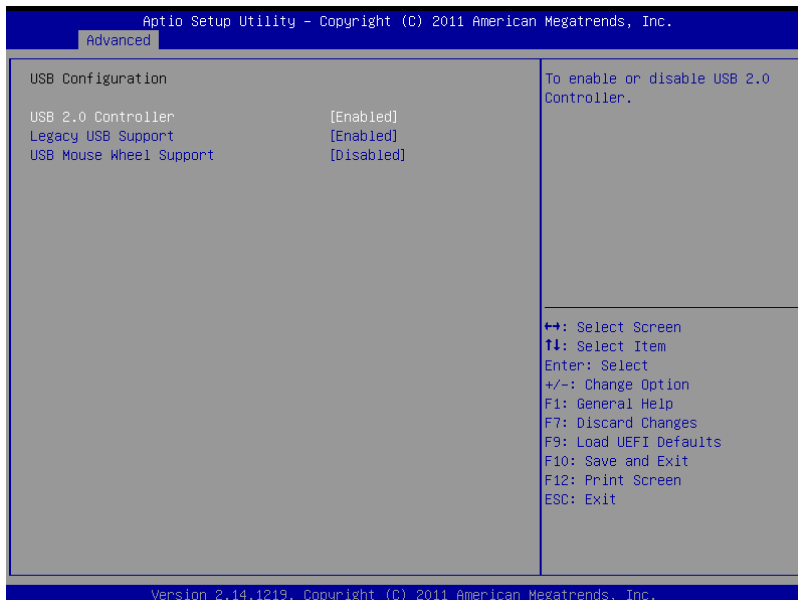 Aptio Setup Utility – Copyright (C) 2011 American Megatrends, Inc.
Advanced
USB Configuration
USB 2.0 Controller [Enabled]
Legacy USB Support [Enabled]
USB Mouse Wheel Support [Disabled]
To enable or disable USB 2.0
Controller.
↔: Select Screen
↑↓: Select Item
Enter: Select
+/-: Change Option
F1: General Help
F7: Discard Changes
F9: Load UEFI Defaults
F10: Save and Exit
F12: Print Screen
ESC: Exit
Version 2.14.1219. Copyright (C) 2011 American Megatrends, Inc.